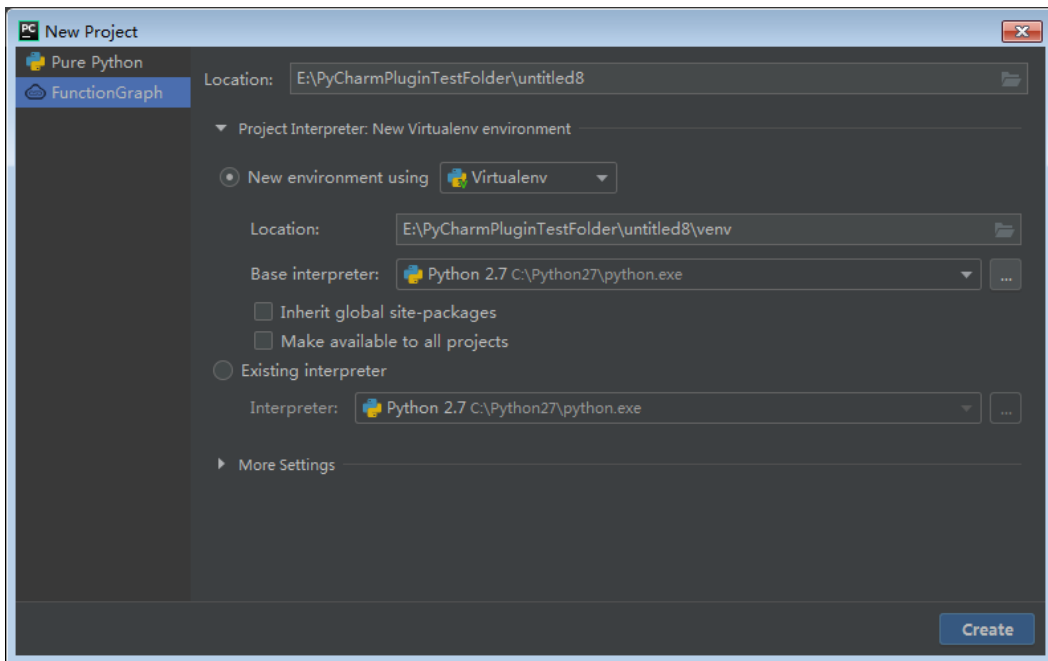 PC New Project
Pure Python
FunctionGraph
Location: E:\PyCharmPluginTestFolder\untitled8
Project Interpreter: New Virtualenv environment
New environment using Virtualenv
Location: E:\PyCharmPluginTestFolder\untitled8\venv
Base interpreter: Python 2.7 C:\Python27\python.exe ...
Inherit global site-packages
Make available to all projects
Existing interpreter
Interpreter: Python 2.7 C:\Python27\python.exe ...
More Settings
Create